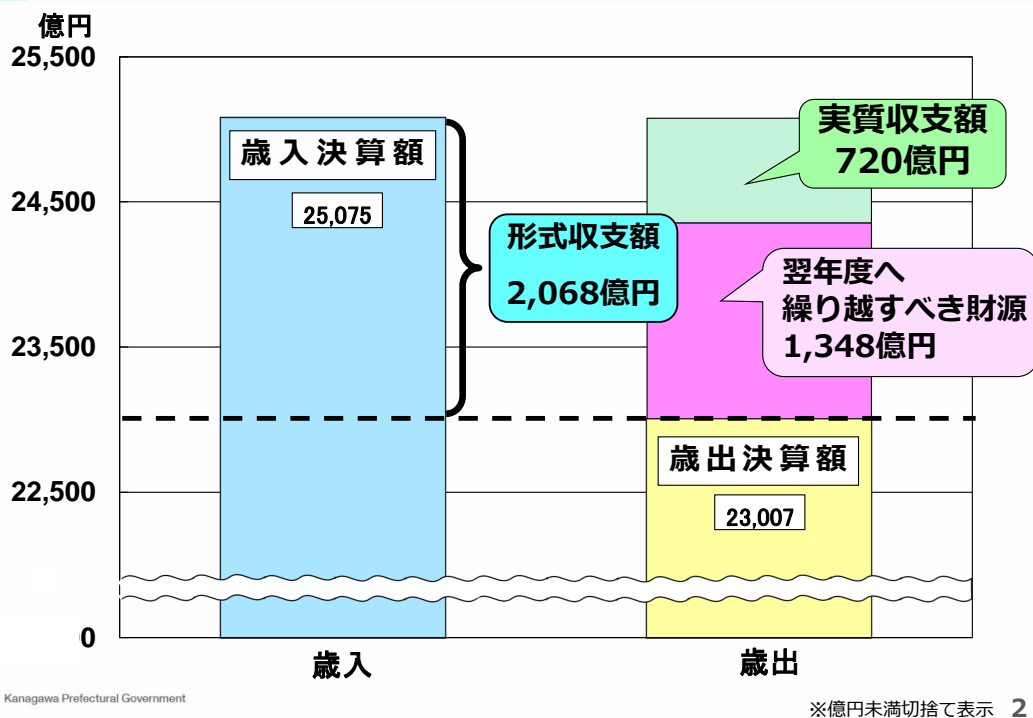 億円
25,500
24,500
23,500
22,500
0
歳入決算額
25,075
形式収支額
2,068億円
実質収支額
720億円
翌年度へ
繰り越すべき財源
1,348億円
歳出決算額
23,007
歳入
歳出
Kanagawa Prefectural Government
※億円未満切捨て表示 2